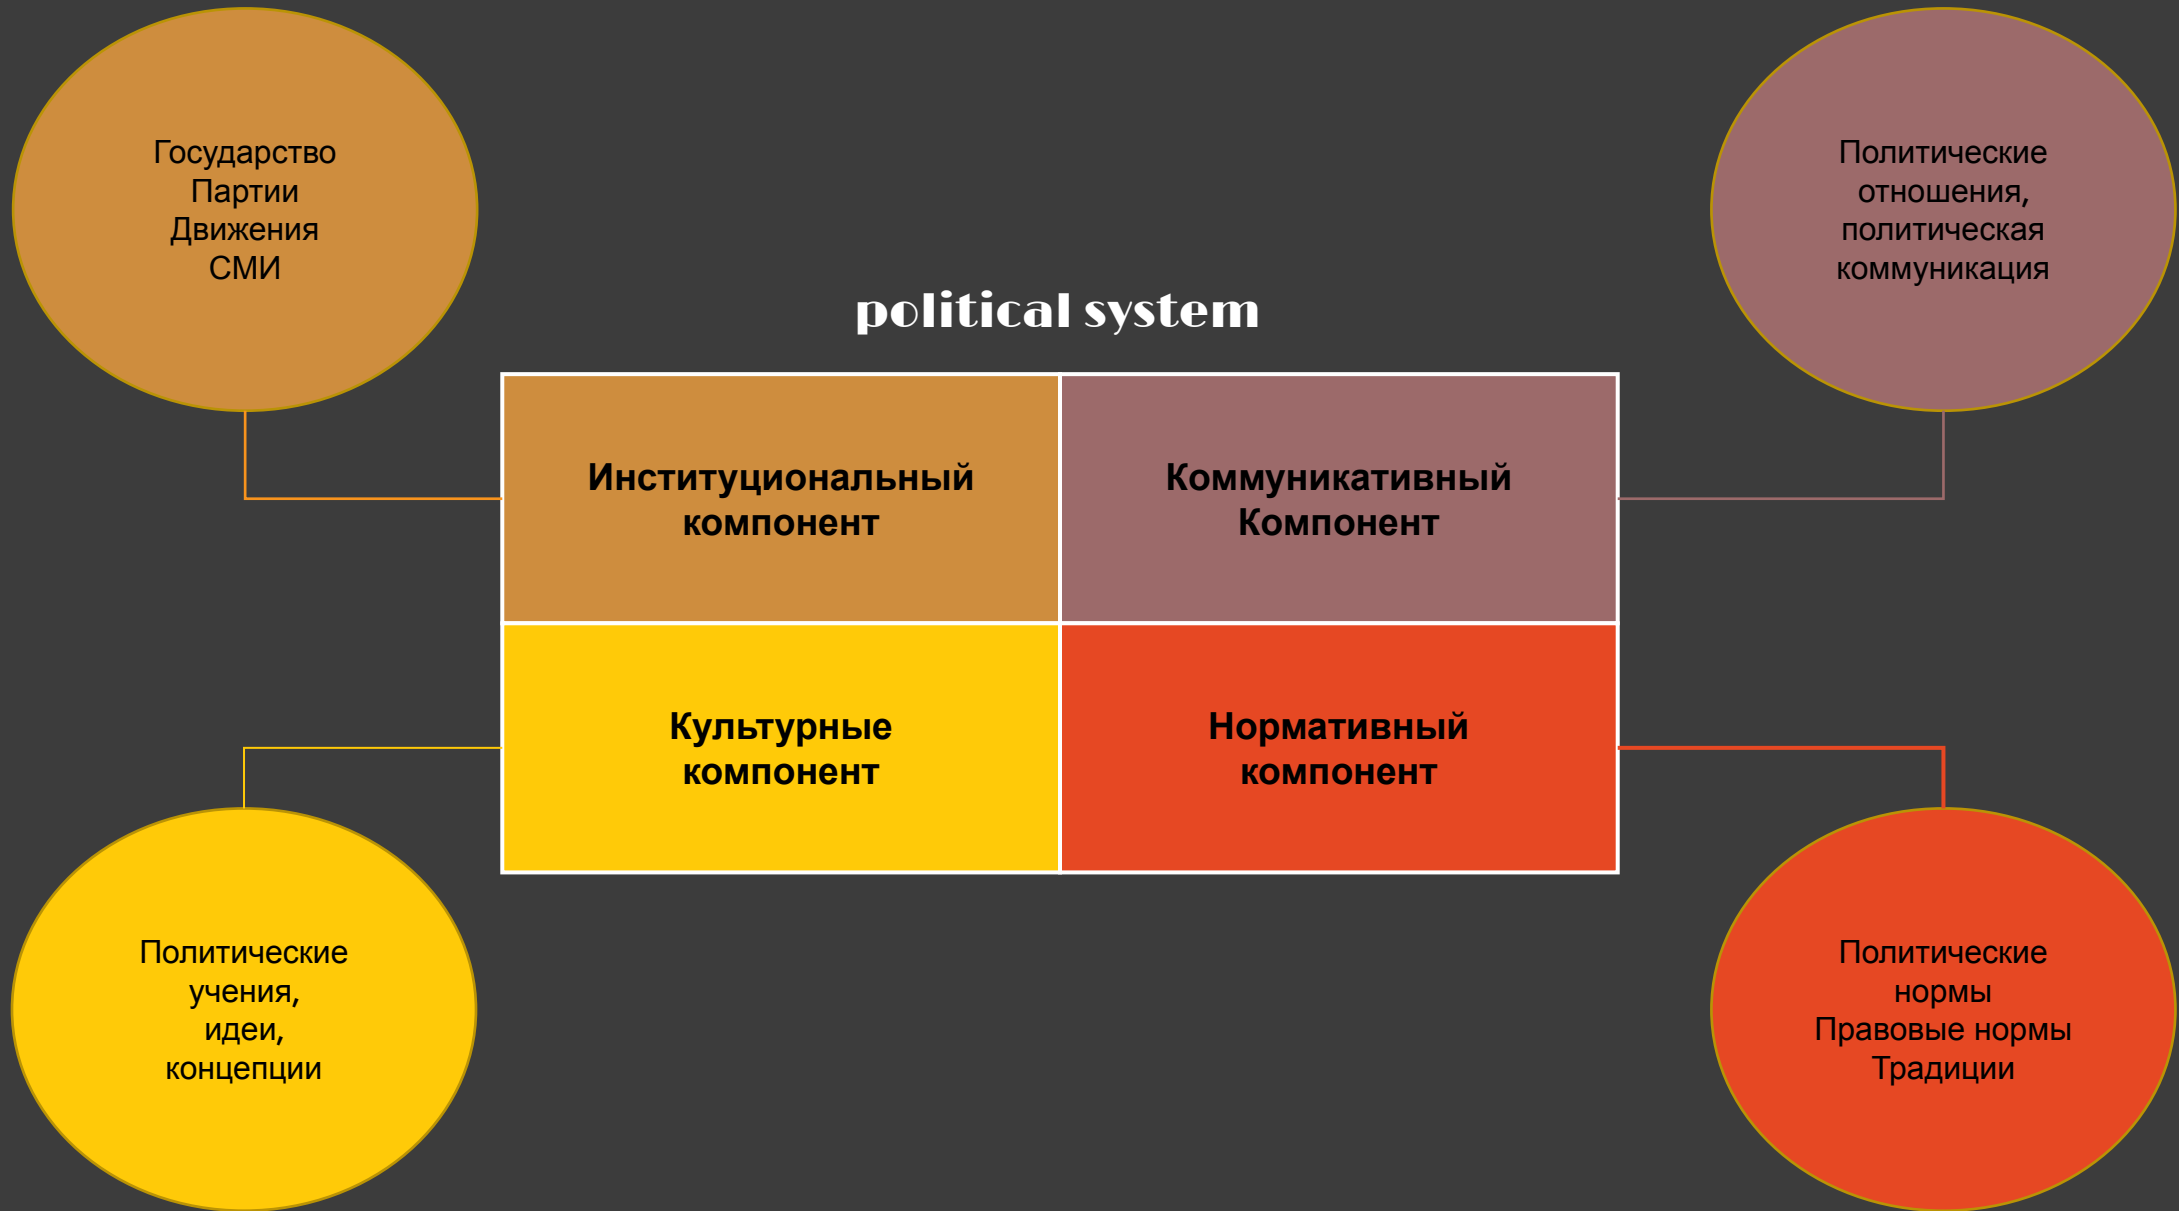 Государство
Партии
Движения
СМИ
Политические
отношения,
политическая
коммуникация
political system
Институциональный
компонент
Коммуникативный
Компонент
Культурные
компонент
Нормативный
компонент
Политические
учения,
идеи,
концепции
Политические
нормы
Правовые нормы
Традиции